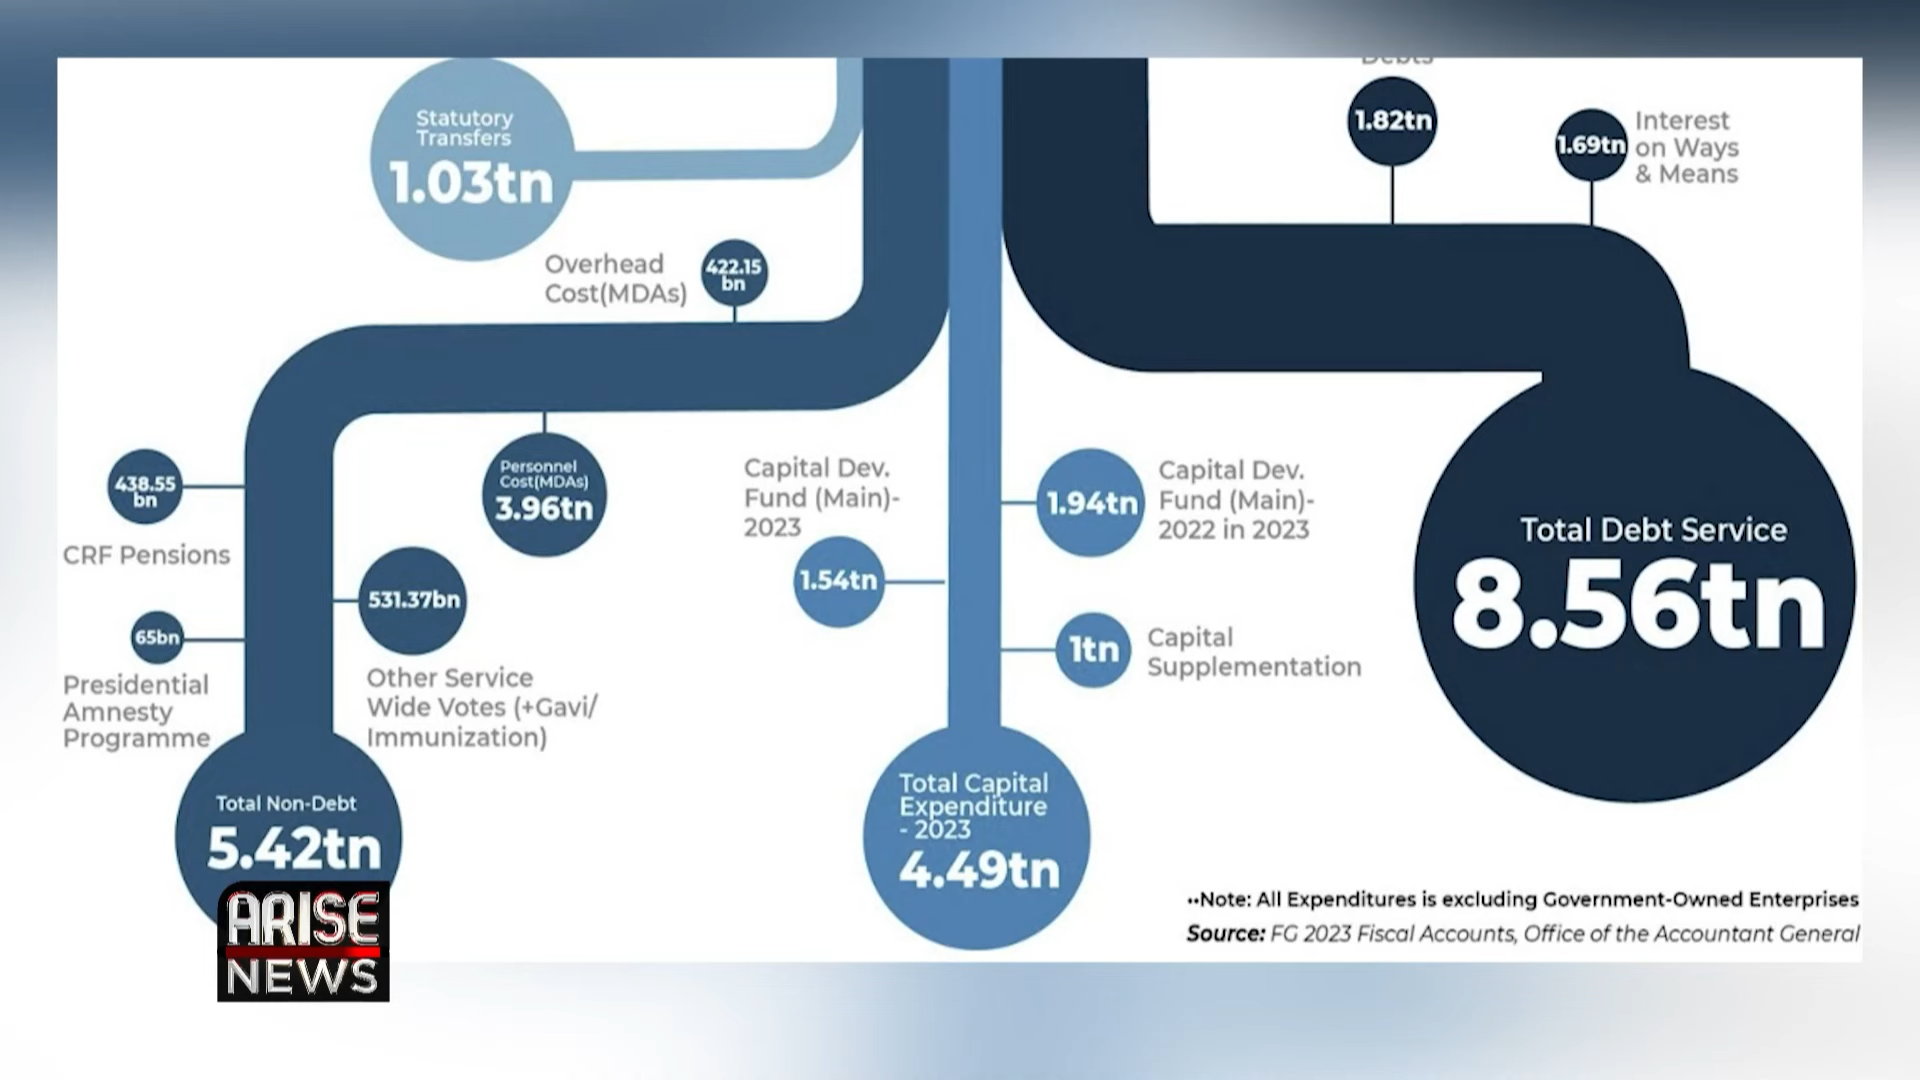 Debts
1.82tn
1.69tn
Interest
on Ways
& Means
Statutory
Transfers
1.03tn
Overhead
Cost(MDAs)
422.15
bn
438.55
bn
CRF Pensions
Personnel
Cost(MDAs)
3.96tn
65bn
Presidential
Amnesty
Programme
531.37bn
Other Service
Wide Votes (+Gavi/
Immunization)
Total Non-Debt
5.42tn
Capital Dev.
Fund (Main)-
2023
1.54tn
1.94tn
Capital Dev.
Fund (Main)-
2022 in 2023
1tn
Capital
Supplementation
Total Capital
Expenditure
- 2023
4.49tn
Total Debt Service
8.56tn
••Note: All Expenditures is excluding Government-Owned Enterprises
Source: FG 2023 Fiscal Accounts, Office of the Accountant General
ARISE
NEWS